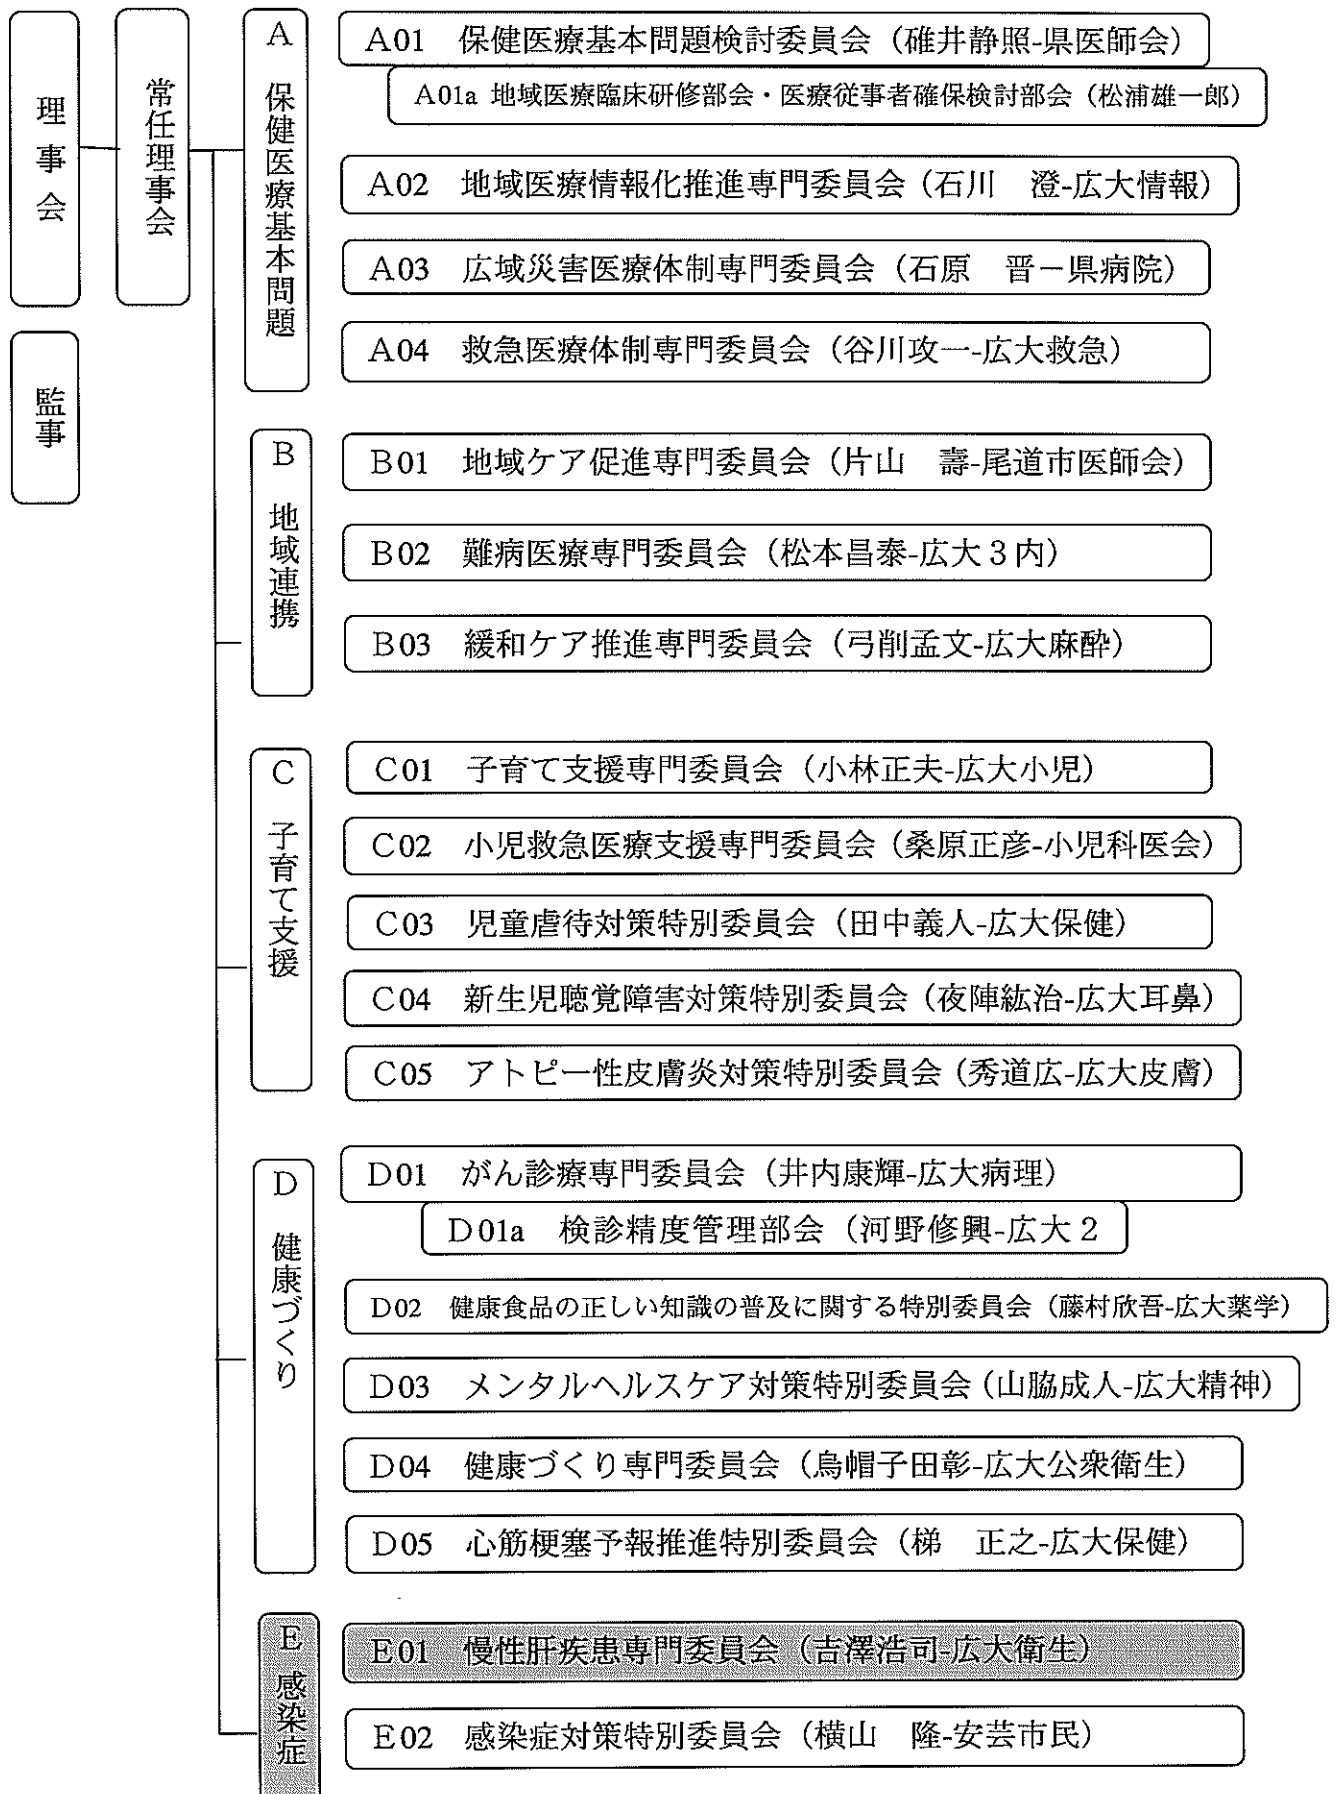 理事会
監事
常任理事会
A 保健医療基本問題
A01 保健医療基本問題検討委員会（碓井静照-県医師会）
A01a 地域医療臨床研修部会・医療従事者確保検討部会（松浦雄一郎）
A02 地域医療情報化推進専門委員会（石川 澄-広大情報）
A03 広域災害医療体制専門委員会（石原 晋－県病院）
A04 救急医療体制専門委員会（谷川攻一-広大救急）
B 地域連携
B01 地域ケア促進専門委員会（片山 壽-尾道市医師会）
B02 難病医療専門委員会（松本昌泰-広大３内）
B03 緩和ケア推進専門委員会（弓削孟文-広大麻酔）
C 子育て支援
C01 子育て支援専門委員会（小林正夫-広大小児）
C02 小児救急医療支援専門委員会（桑原正彦-小児科医会）
C03 児童虐待対策特別委員会（田中義人-広大保健）
C04 新生児聴覚障害対策特別委員会（夜陣紘治-広大耳鼻）
C05 アトピー性皮膚炎対策特別委員会（秀道広-広大皮膚）
D 健康づくり
D01 がん診療専門委員会（井内康輝-広大病理）
D01a 検診精度管理部会（河野修興-広大２
D02 健康食品の正しい知識の普及に関する特別委員会（藤村欣吾-広大薬学）
D03 メンタルヘルスケア対策特別委員会（山脇成人-広大精神）
D04 健康づくり専門委員会（烏帽子田彰-広大公衆衛生）
D05 心筋梗塞予報推進特別委員会（梯 正之-広大保健）
E 感染症
E01 慢性肝疾患専門委員会（吉澤浩司-広大衛生）
E02 感染症対策特別委員会（横山 隆-安芸市民）